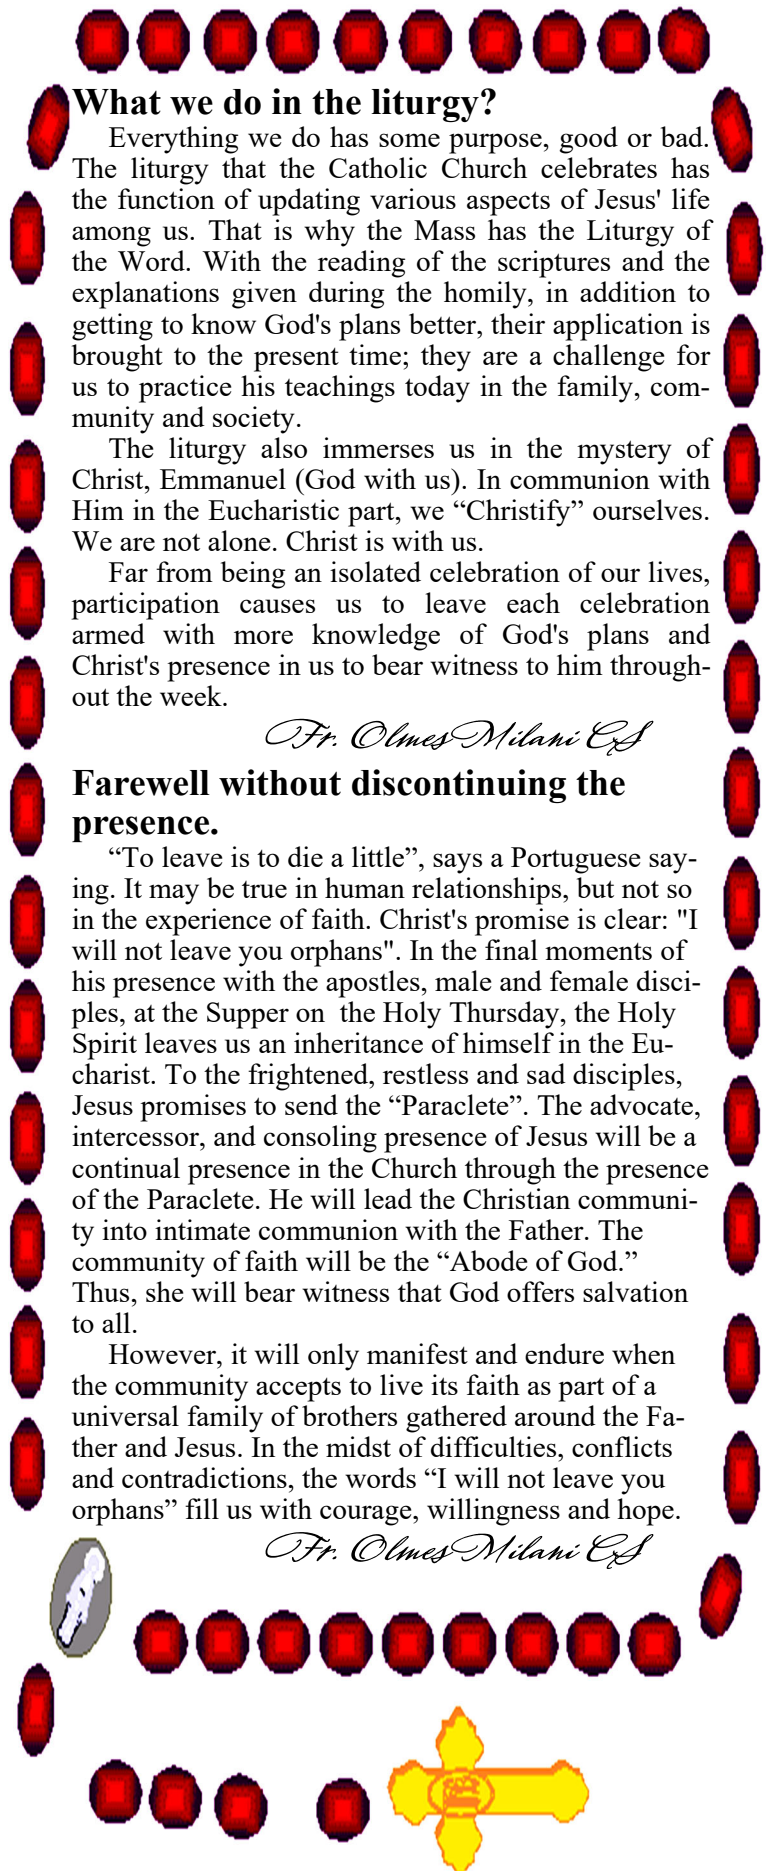 What we do in the liturgy?
Everything we do has some purpose, good or bad.
The liturgy that the Catholic Church celebrates has
the function of updating various aspects of Jesus' life
among us. That is why the Mass has the Liturgy of
the Word. With the reading of the scriptures and the
explanations given during the homily, in addition to
getting to know God's plans better, their application is
brought to the present time; they are a challenge for
us to practice his teachings today in the family, com-
munity and society.
The liturgy also immerses us in the mystery of
Christ, Emmanuel (God with us). In communion with
Him in the Eucharistic part, we “Christify” ourselves.
We are not alone. Christ is with us.
Far from being an isolated celebration of our lives,
participation causes us to leave each celebration
armed with more knowledge of God's plans and
Christ's presence in us to bear witness to him through-
out the week.
Fr. Olmes Milani CS
Farewell without discontinuing the
presence.
“To leave is to die a little”, says a Portuguese say-
ing. It may be true in human relationships, but not so
in the experience of faith. Christ's promise is clear: "I
will not leave you orphans". In the final moments of
his presence with the apostles, male and female disci-
ples, at the Supper on  the Holy Thursday, the Holy
Spirit leaves us an inheritance of himself in the Eu-
charist. To the frightened, restless and sad disciples,
Jesus promises to send the “Paraclete”. The advocate,
intercessor, and consoling presence of Jesus will be a
continual presence in the Church through the presence
of the Paraclete. He will lead the Christian communi-
ty into intimate communion with the Father. The
community of faith will be the “Abode of God.”
Thus, she will bear witness that God offers salvation
to all.
However, it will only manifest and endure when
the community accepts to live its faith as part of a
universal family of brothers gathered around the Fa-
ther and Jesus. In the midst of difficulties, conflicts
and contradictions, the words “I will not leave you
orphans” fill us with courage, willingness and hope.
Fr. Olmes Milani CS